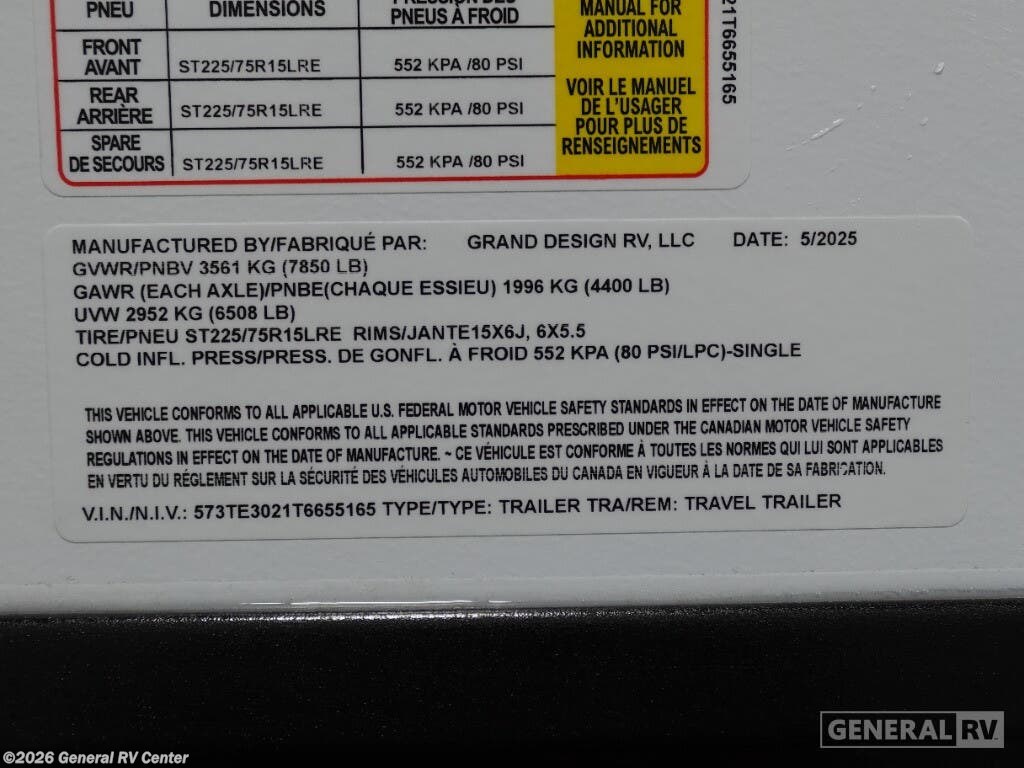 PNEU DIMENSIONS PRESSION DES PNEUS À FROID
MANUAL FOR
ADDITIONAL
INFORMATION
FRONT
AVANT ST225/75R15LRE 552 KPA /80 PSI
REAR
ARRIÈRE ST225/75R15LRE 552 KPA /80 PSI
SPARE
DE SECOURS ST225/75R15LRE 552 KPA /80 PSI
VOIR LE MANUEL
DE L'USAGER
POUR PLUS DE
RENSEIGNEMENTS
21T6655165
MANUFACTURED BY/FABRIQUÉ PAR: GRAND DESIGN RV, LLC DATE: 5/2025
GVWR/PNBV 3561 KG (7850 LB)
GAWR (EACH AXLE)/PNBE(CHAQUE ESSIEU) 1996 KG (4400 LB)
UVW 2952 KG (6508 LB)
TIRE/PNEU ST225/75R15LRE RIMS/JANTE15X6J, 6X5.5
COLD INFL. PRESS/PRESS. DE GONFL. À FROID 552 KPA (80 PSI/LPC)-SINGLE
THIS VEHICLE CONFORMS TO ALL APPLICABLE U.S. FEDERAL MOTOR VEHICLE SAFETY STANDARDS IN EFFECT ON THE DATE OF MANUFACTURE
SHOWN ABOVE. THIS VEHICLE CONFORMS TO ALL APPLICABLE STANDARDS PRESCRIBED UNDER THE CANADIAN MOTOR VEHICLE SAFETY
REGULATIONS IN EFFECT ON THE DATE OF MANUFACTURE. ~ CE VÉHICULE EST CONFORME À TOUTES LES NORMES QUI LUI SONT APPLICABLES
EN VERTU DU RÉGLEMENT SUR LA SÉCURITÉ DES VÉHICULES AUTOMOBILES DU CANADA EN VIGUEUR À LA DATE DE SA FABRICATION.
V.I.N./N.I.V.: 573TE3021T6655165 TYPE/TYPE: TRAILER TRA/REM: TRAVEL TRAILER
GENERAL RV
©2026 General RV Center